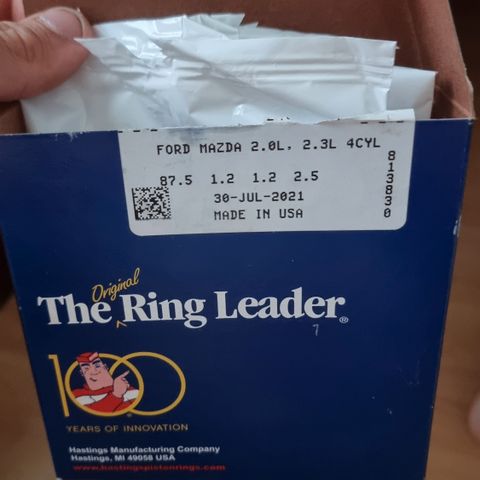 FORD MAZDA 2.0L, 2.3L 4CYL
87.5 1.2 1.2 2.5
30-JUL-2021
MADE IN USA
813830
Original
The Ring Leader®
100
YEARS OF INNOVATION
Hastings Manufacturing Company
Hastings, MI 49058 USA
www.hastingspistonrings.com